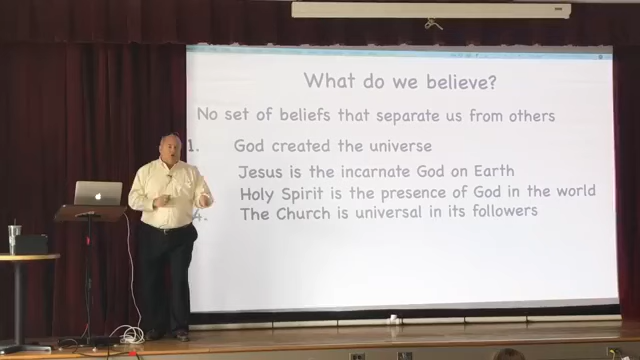 What do we believe?
No set of beliefs that separate us from others
1. God created the universe
Jesus is the incarnate God on Earth
Holy Spirit is the presence of God in the world
4. The Church is universal in its followers